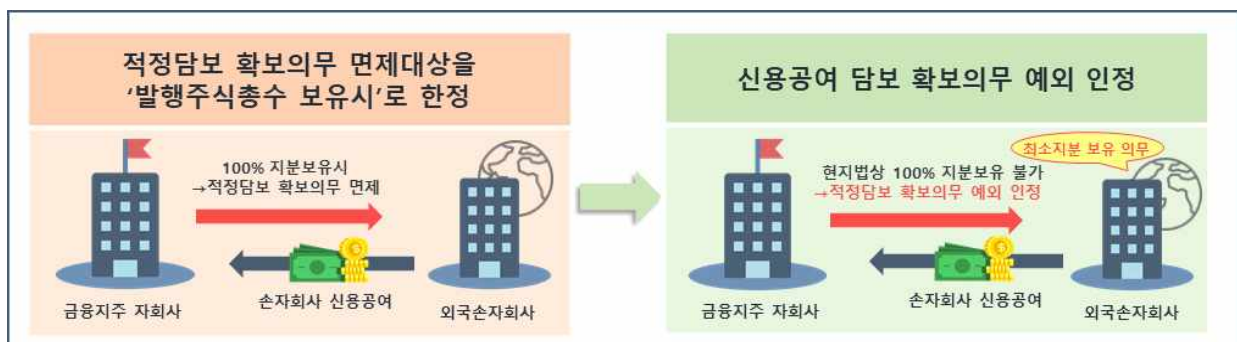 적정담보 확보의무 면제대상을
‘발행주식총수 보유시’로 한정
100% 지분보유시
→적정담보 확보의무 면제
손자회사 신용공여
금융지주 자회사
외국손자회사
신용공여 담보 확보의무 예외 인정
최소지분 보유 의무
현지법상 100% 지분보유 불가
→적정담보 확보의무 예외 인정
손자회사 신용공여
금융지주 자회사
외국손자회사